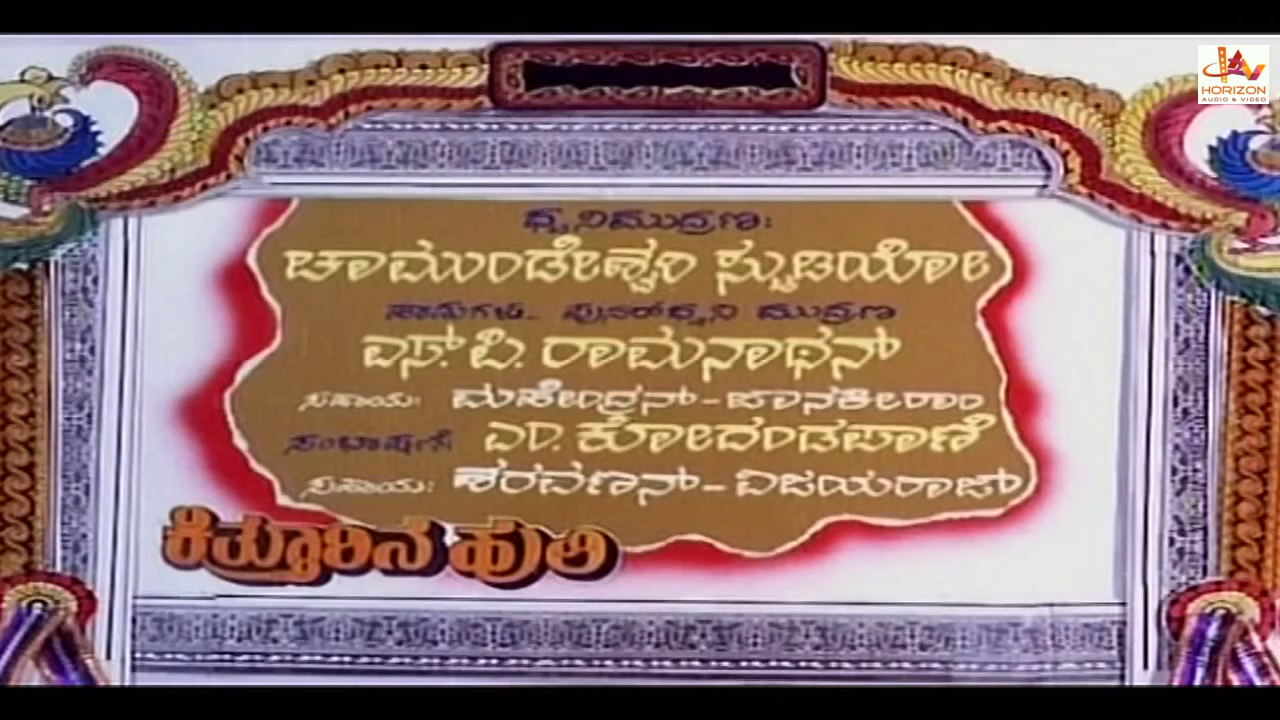 HORIZON
AUDIO & VIDEO
ಧ್ವನಿಮುದ್ರಣ:
ಚಾಮುಂಡೇಶ್ವರಿ ಸ್ಟುಡಿಯೋ
ಹಾಡುಗಳು.. ಪುನರ್‌ಧ್ವನಿ ಮುದ್ರಣ
ಎಸ್.ಪಿ. ರಾಮನಾಥನ್
ಸಹಾಯ: ಮಹೇಂದ್ರನ್ - ಜಾನಕೀರಾಂ
ಸಂಭಾಷಣೆ: ಎಂ. ಕೋದಂಡಪಾಣಿ
ಸಹಾಯ: ಶರವಣನ್ - ವಿಜಯರಾಜ್
ಕಿತ್ತೂರಿನ ಹುಲಿ